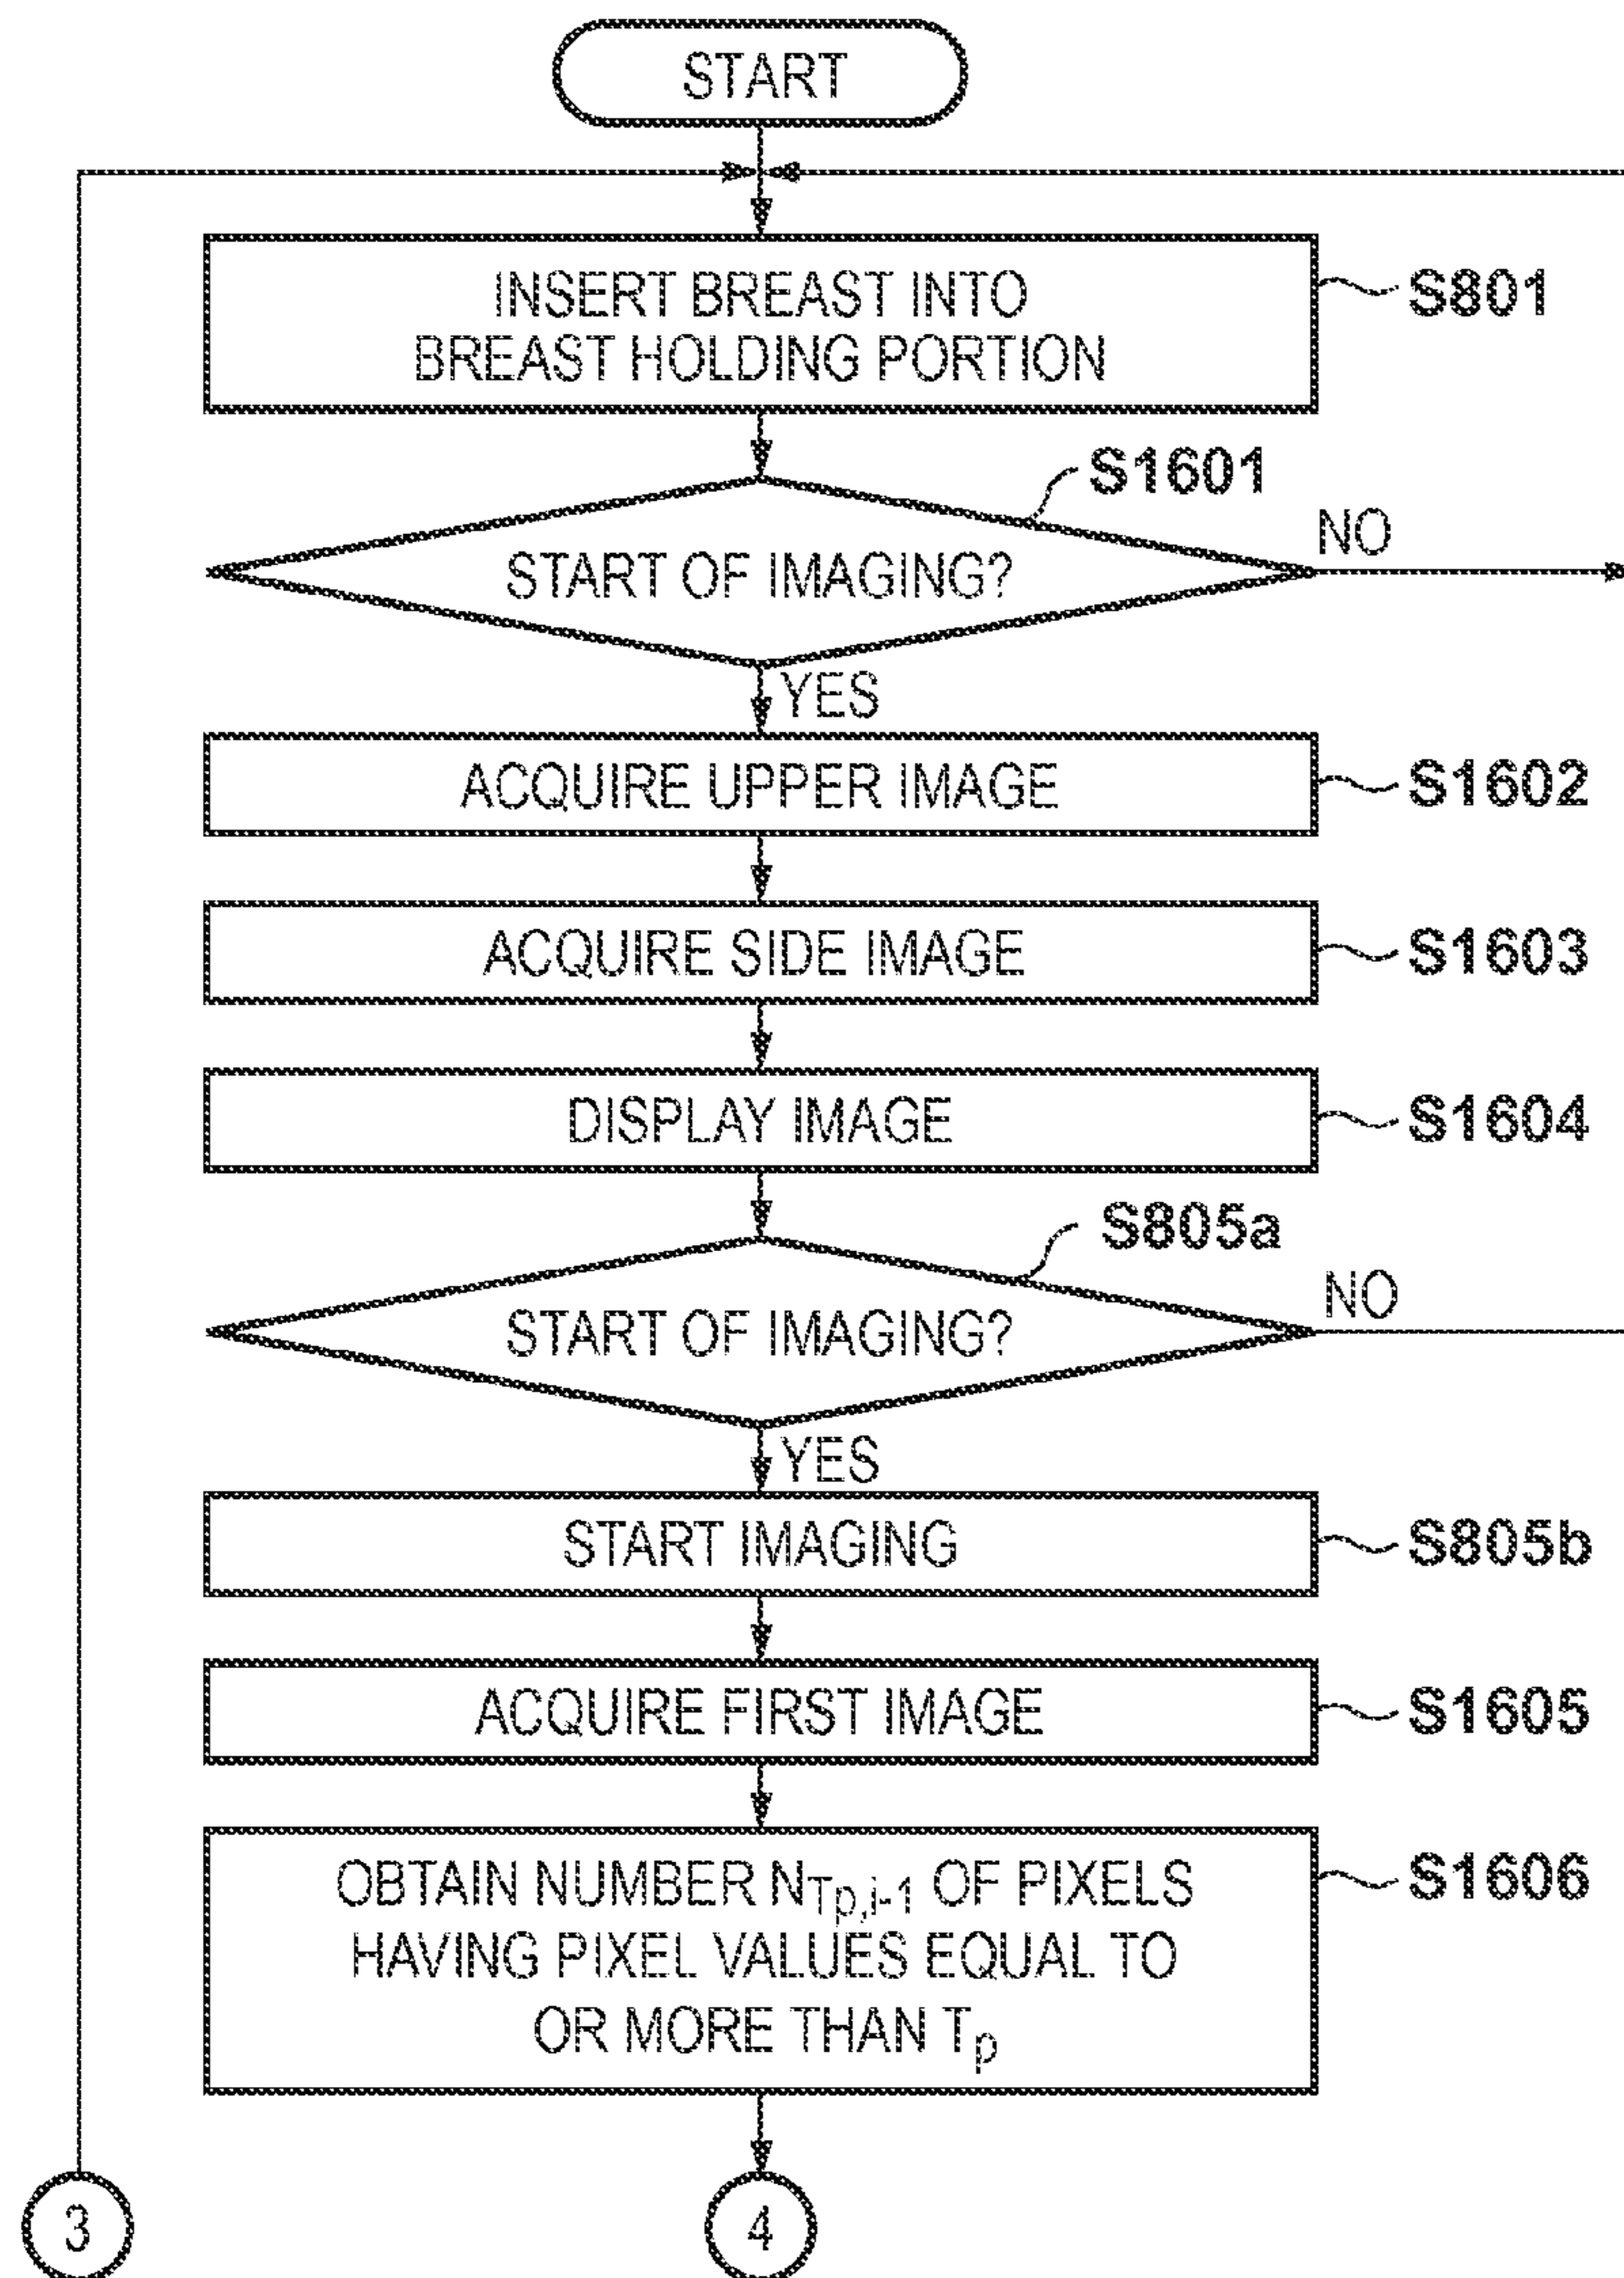 START
INSERT BREAST INTO
BREAST HOLDING PORTION
S801
S1601
START OF IMAGING?
NO
YES
ACQUIRE UPPER IMAGE
S1602
ACQUIRE SIDE IMAGE
S1603
DISPLAY IMAGE
S1604
S805a
START OF IMAGING?
NO
YES
START IMAGING
S805b
ACQUIRE FIRST IMAGE
S1605
OBTAIN NUMBER N_{Tp,i-1} OF PIXELS
HAVING PIXEL VALUES EQUAL TO
OR MORE THAN T_p
S1606
3
4